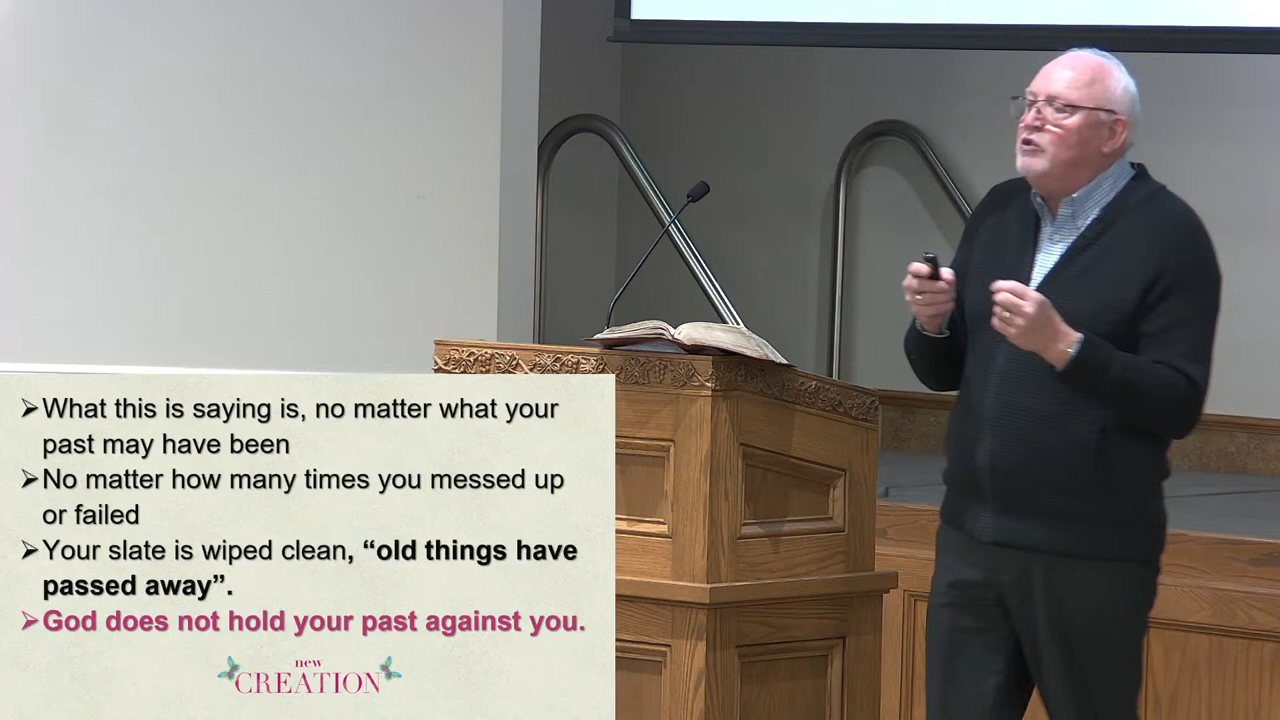 ➢What this is saying is, no matter what your
past may have been
➢No matter how many times you messed up
or failed
➢Your slate is wiped clean, “old things have
passed away”.
➢God does not hold your past against you.
new
CREATION